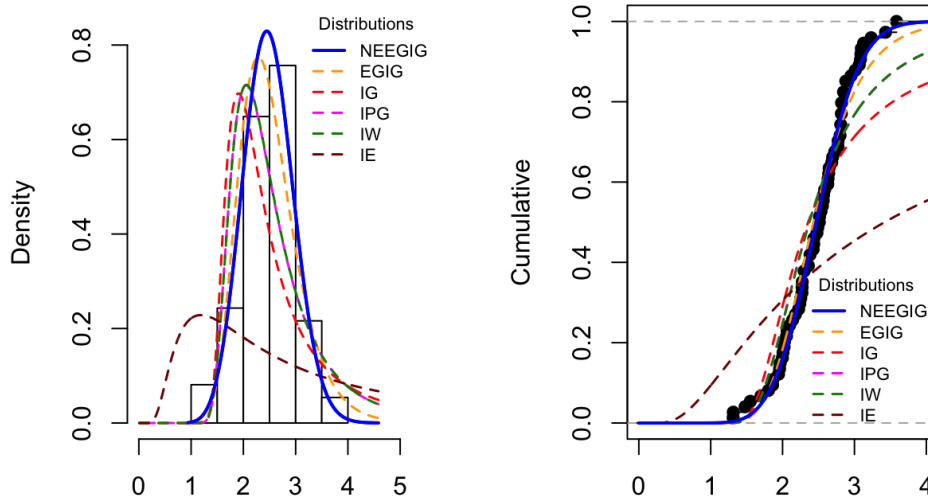 Distributions
NEEGIG
EGIG
IG
IPG
IW
IE
Density
0.0
0.2
0.4
0.6
0.8
0 1 2 3 4 5
Cumulative
0.0
0.2
0.4
0.6
0.8
1.0
Distributions
NEEGIG
EGIG
IG
IPG
IW
IE
0 1 2 3 4